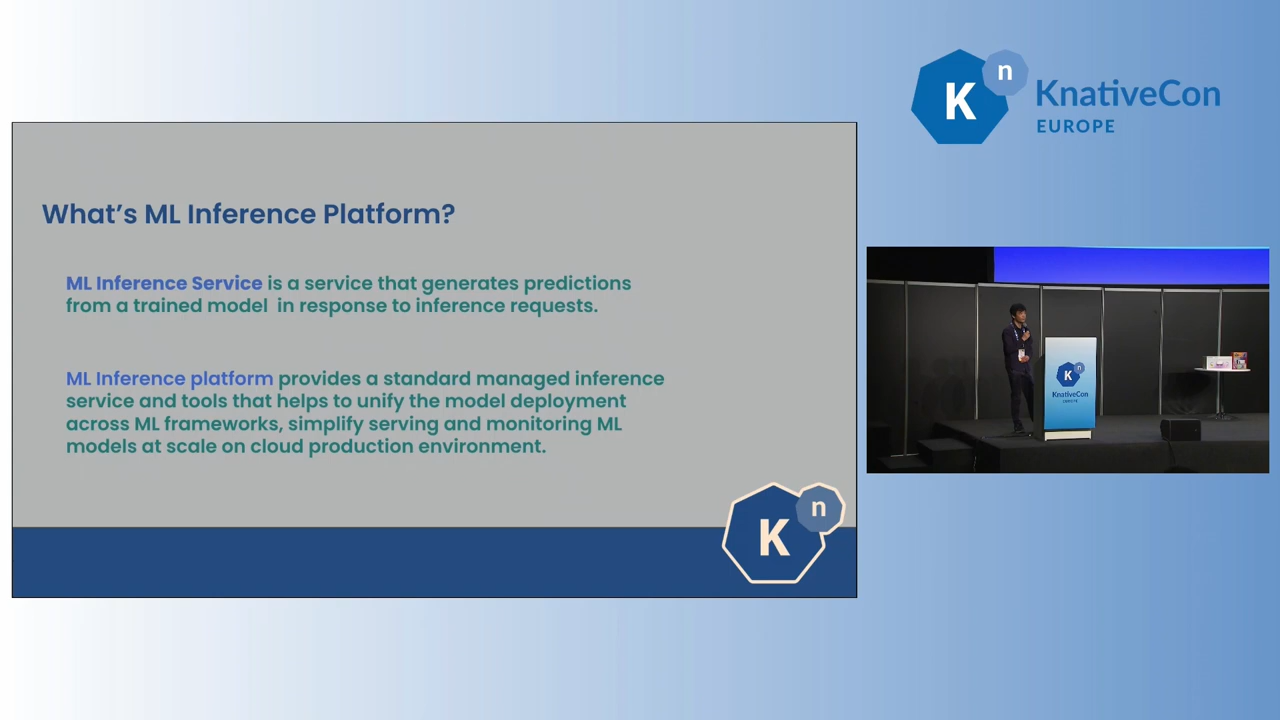 K n
KnativeCon
EUROPE
What's ML Inference Platform?
ML Inference Service is a service that generates predictions
from a trained model in response to inference requests.
ML Inference platform provides a standard managed inference
service and tools that helps to unify the model deployment
across ML frameworks, simplify serving and monitoring ML
models at scale on cloud production environment.
K n
K n
KnativeCon
EUROPE